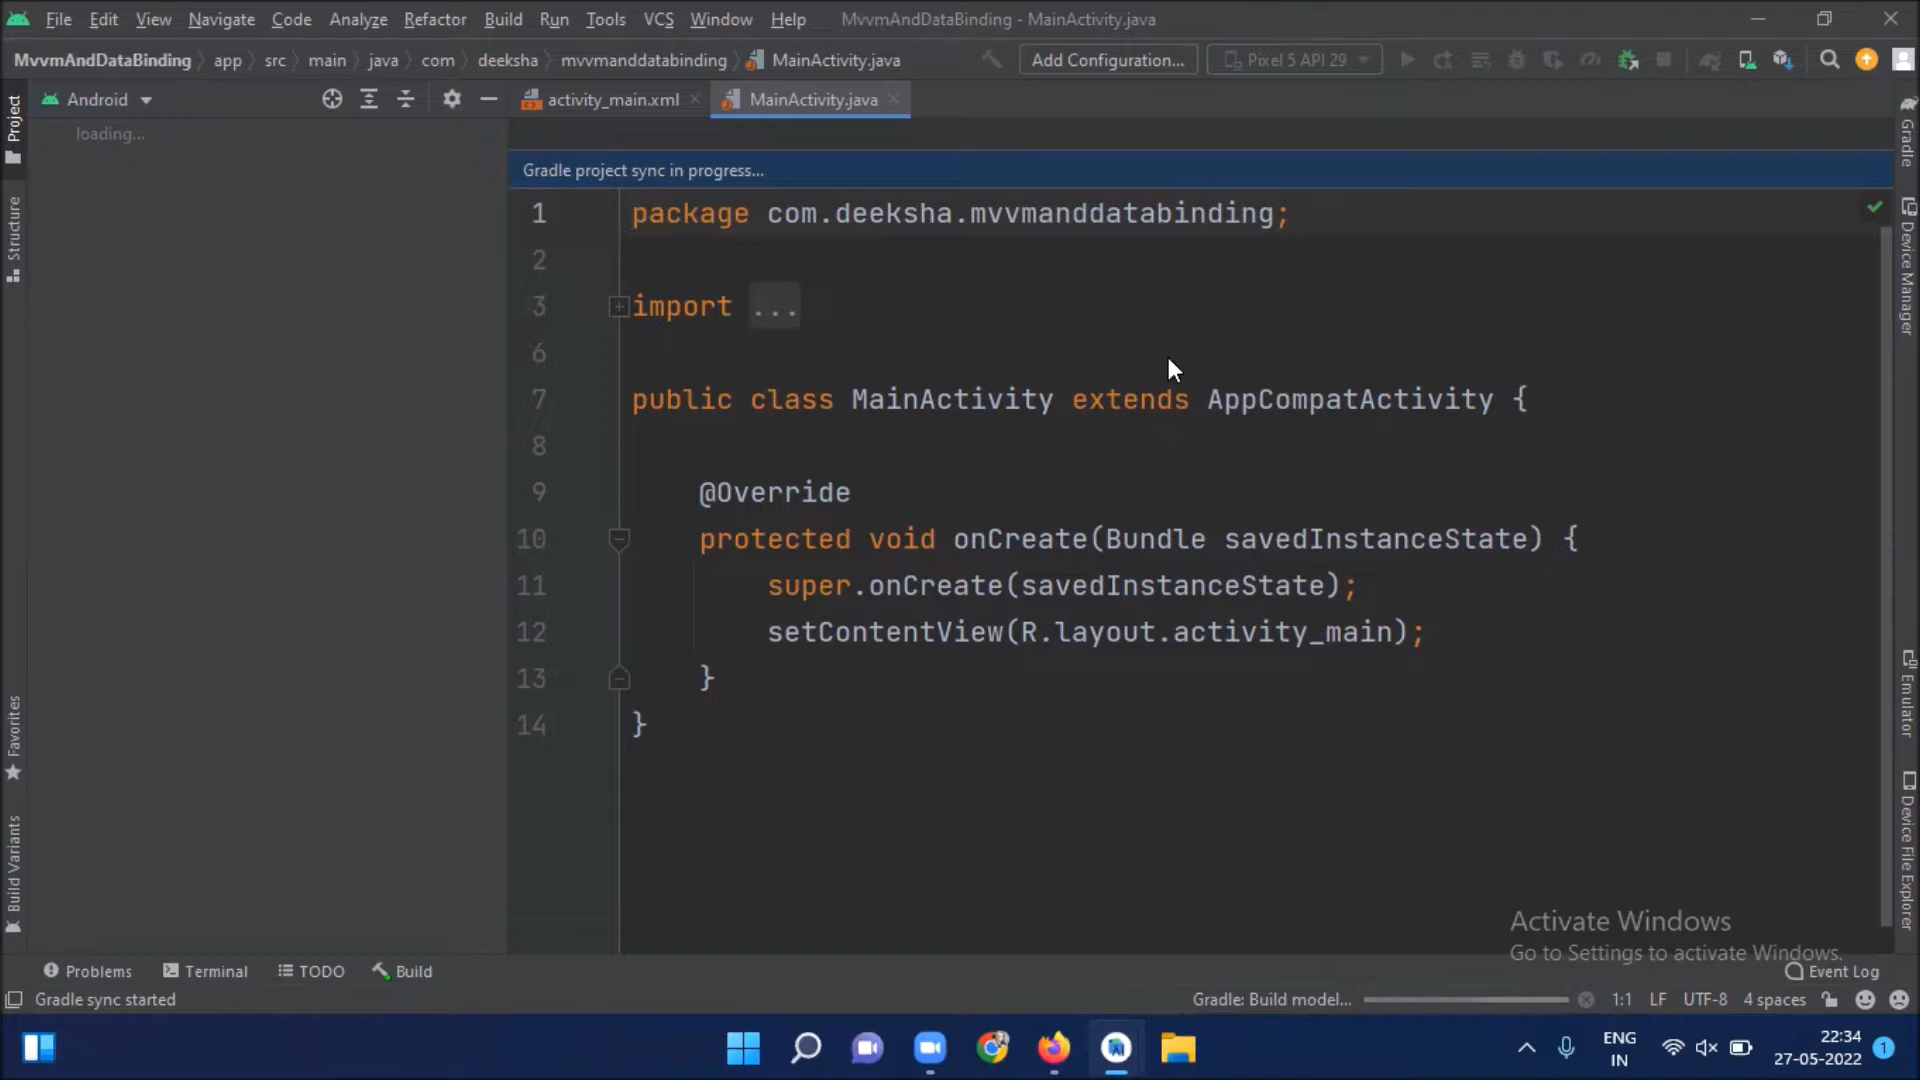 File Edit View Navigate Code Analyze Refactor Build Run Tools VCS Window Help MvvmAndDataBinding - MainActivity.java
MvvmAndDataBinding app src main java com deeksha mvvmanddatabinding MainActivity.java Add Configuration... Pixel 5 API 29
Project
Android
activity_main.xml
MainActivity.java
Gradle
loading...
Gradle project sync in progress...
1 package com.deeksha.mvvmanddatabinding;
2
3 import ...
6
7 public class MainActivity extends AppCompatActivity {
8
9 @Override
10 protected void onCreate(Bundle savedInstanceState) {
11 super.onCreate(savedInstanceState);
12 setContentView(R.layout.activity_main);
13 }
14 }
Structure
Favorites
Build Variants
Device Manager
Emulator
Device File Explorer
Activate Windows
Go to Settings to activate Windows.
Problems Terminal TODO Build Event Log
Gradle sync started Gradle: Build model... 1:1 LF UTF-8 4 spaces
ENG
IN
22:34
27-05-2022
1